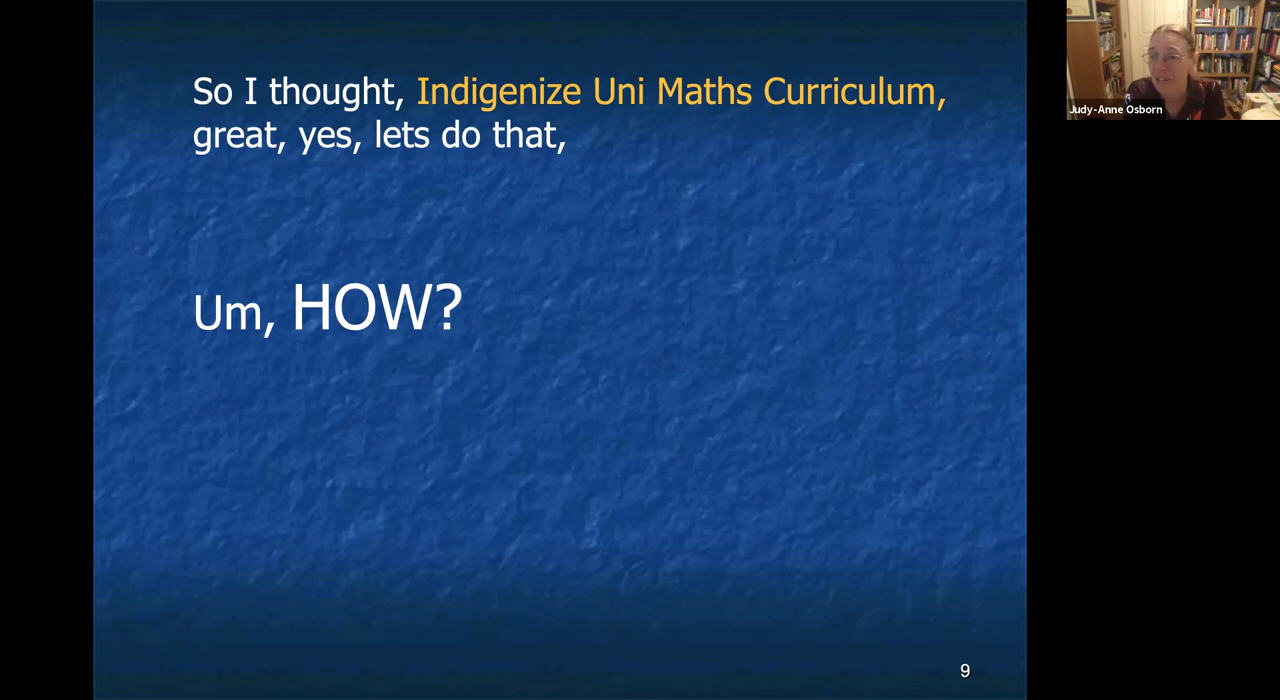 So I thought, Indigenize Uni Maths Curriculum,
great, yes, lets do that,
Um, HOW?
9
Judy-Anne Osborn